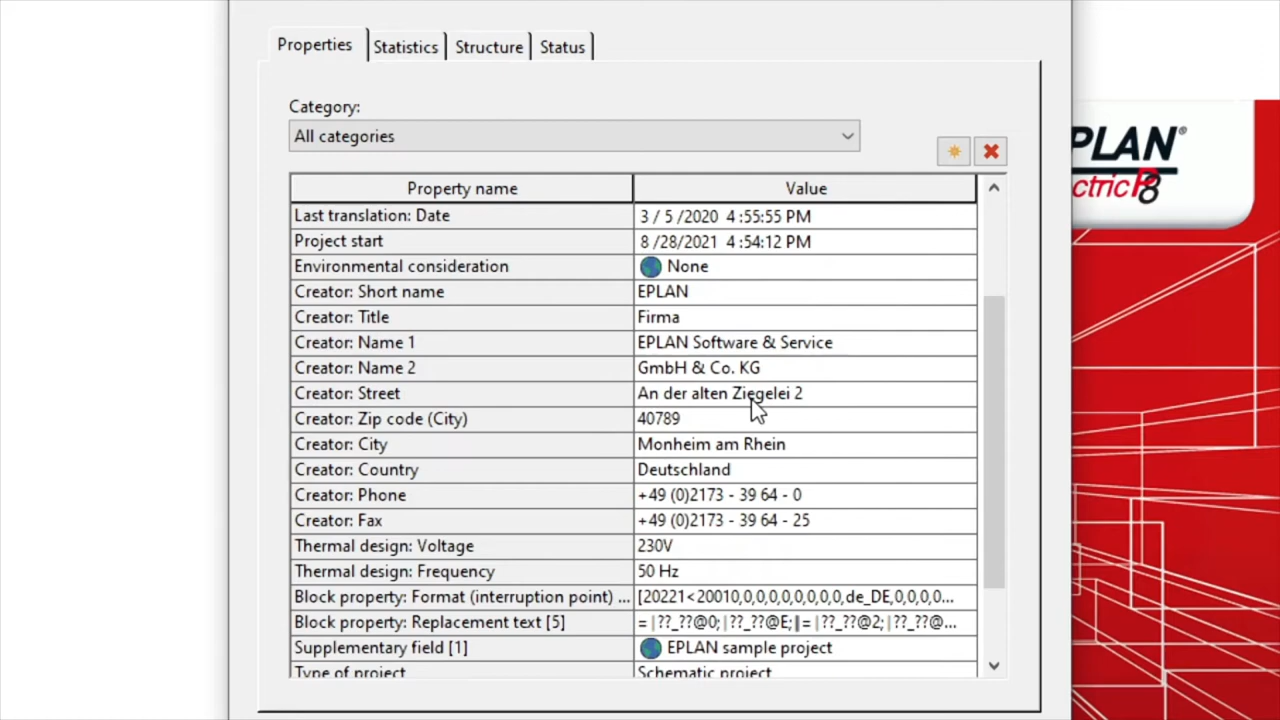 Properties Statistics Structure Status
Category:
All categories
PLAN®
ctric P8
Property name Value
Last translation: Date 3 / 5 /2020 4 :55:55 PM
Project start 8 /28/2021 4 :54:12 PM
Environmental consideration None
Creator: Short name EPLAN
Creator: Title Firma
Creator: Name 1 EPLAN Software & Service
Creator: Name 2 GmbH & Co. KG
Creator: Street An der alten Ziegelei 2
Creator: Zip code (City) 40789
Creator: City Monheim am Rhein
Creator: Country Deutschland
Creator: Phone +49 (0)2173 - 39 64 - 0
Creator: Fax +49 (0)2173 - 39 64 - 25
Thermal design: Voltage 230V
Thermal design: Frequency 50 Hz
Block property: Format (interruption point) ... [20221<20010,0,0,0,0,0,0,0,0,de_DE,0,0,0,0...
Block property: Replacement text [5] =|??_??@0;|??_??@E;‖=|??_??@2;|??_??@...
Supplementary field [1] EPLAN sample project
Type of project Schematic project